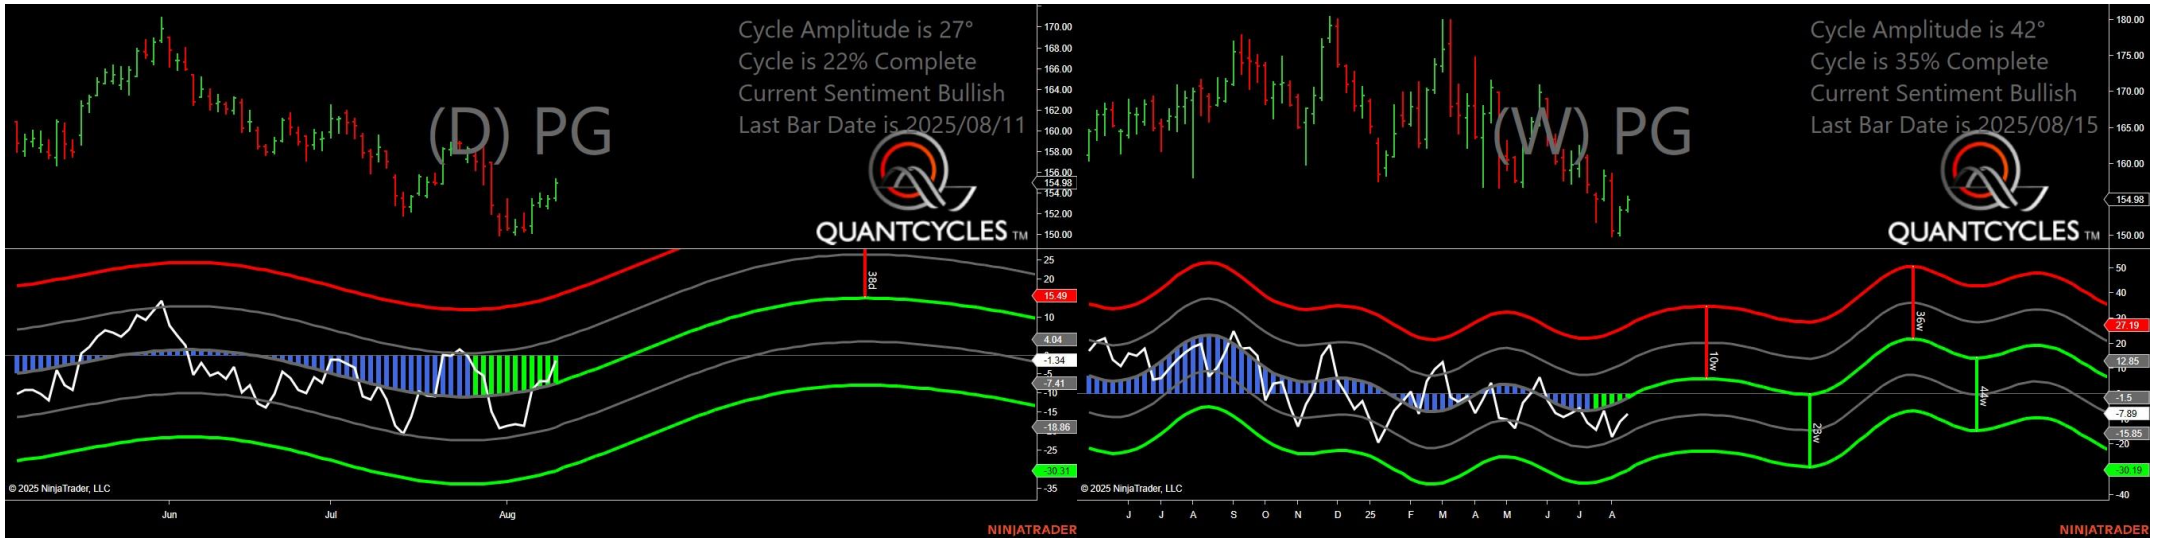 Cycle Amplitude is 27°
Cycle is 22% Complete
Current Sentiment Bullish
Last Bar Date is 2025/08/11
(D) PG
QUANTCYCLES TM
170.00
168.00
166.00
164.00
162.00
160.00
158.00
156.00
154.98
154.00
152.00
150.00
38d
25
20
15.49
10
4.04
-1.34
-5
-7.41
-10
-15
-18.86
-25
-30.31
-35
© 2025 NinjaTrader, LLC
Jun
Jul
Aug
NINJATRADER
Cycle Amplitude is 42°
Cycle is 35% Complete
Current Sentiment Bullish
Last Bar Date is 2025/08/15
(W) PG
QUANTCYCLES TM
180.00
175.00
170.00
165.00
160.00
154.98
150.00
10w
28w
36w
44w
50
40
30
27.19
20
12.85
10
-1.5
-7.89
-15.85
-20
-30.19
-40
© 2025 NinjaTrader, LLC
J J A S O N D 25 F M A M J J A
NINJATRADER